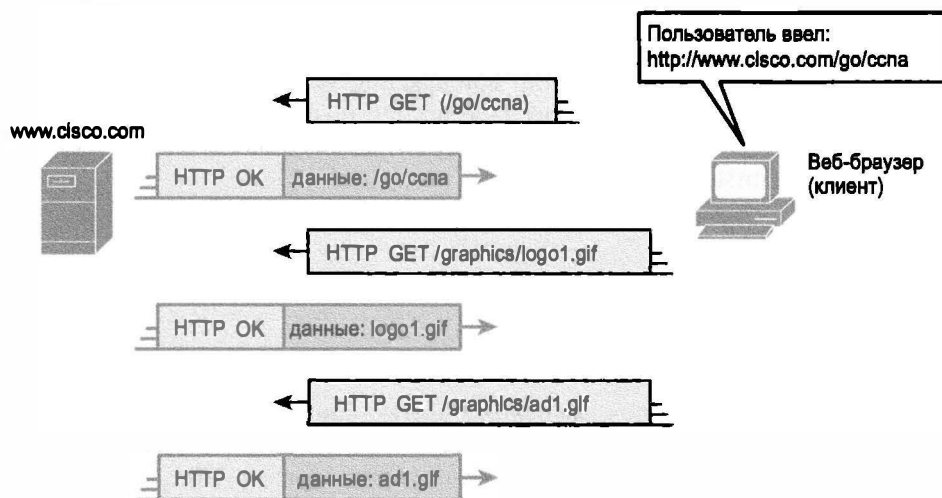 Пользователь ввел:
http://www.cisco.com/go/ccna
HTTP GET (/go/ccna)
www.cisco.com
HTTP OK данные: /go/ccna
Веб-браузер
(клиент)
HTTP GET /graphics/logo1.gif
HTTP OK данные: logo1.gif
HTTP GET /graphics/ad1.gif
HTTP OK данные: ad1.gif